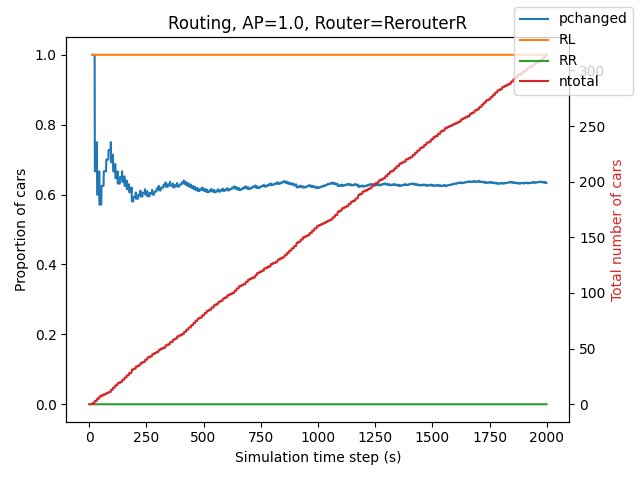 Routing, AP=1.0, Router=RerouterR
pchanged
RL
RR
ntotal
Proportion of cars
1.0
0.8
0.6
0.4
0.2
0.0
300
250
200
150
100
50
0
Total number of cars
0 250 500 750 1000 1250 1500 1750 2000
Simulation time step (s)